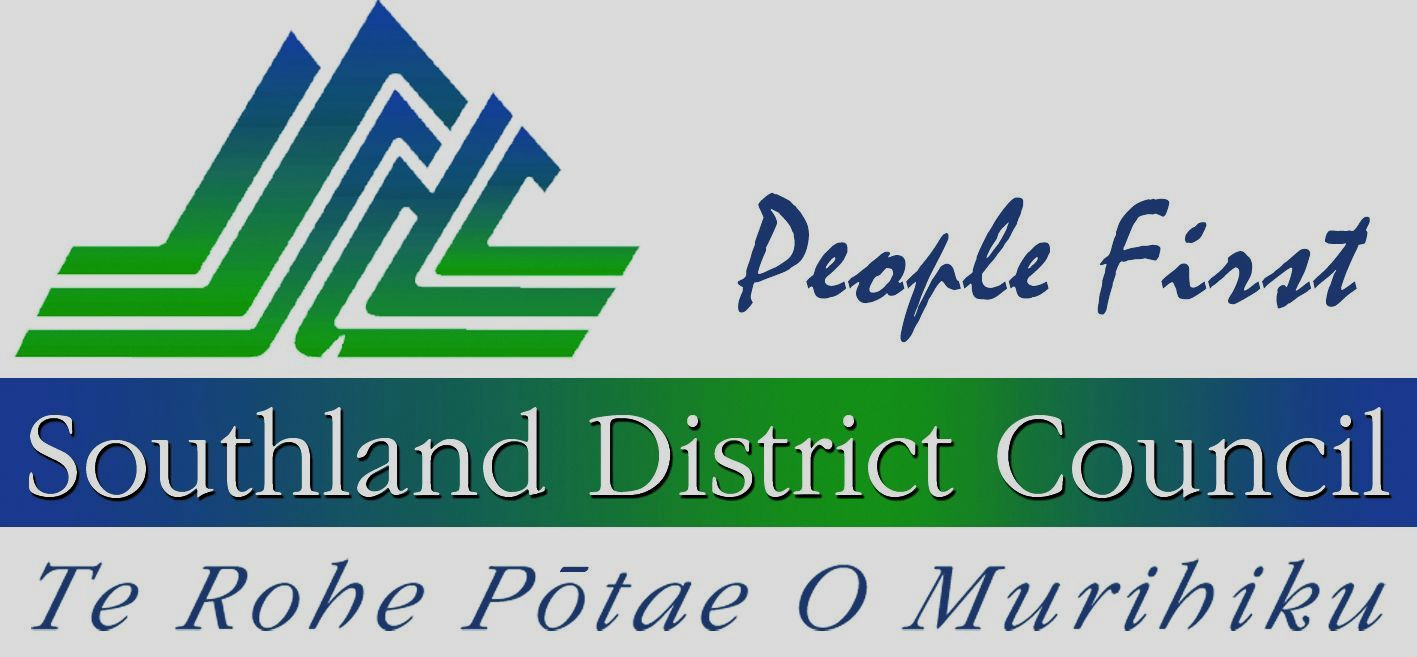 People First
Southland District Council
Te Rohe Pōtae O Murihiku